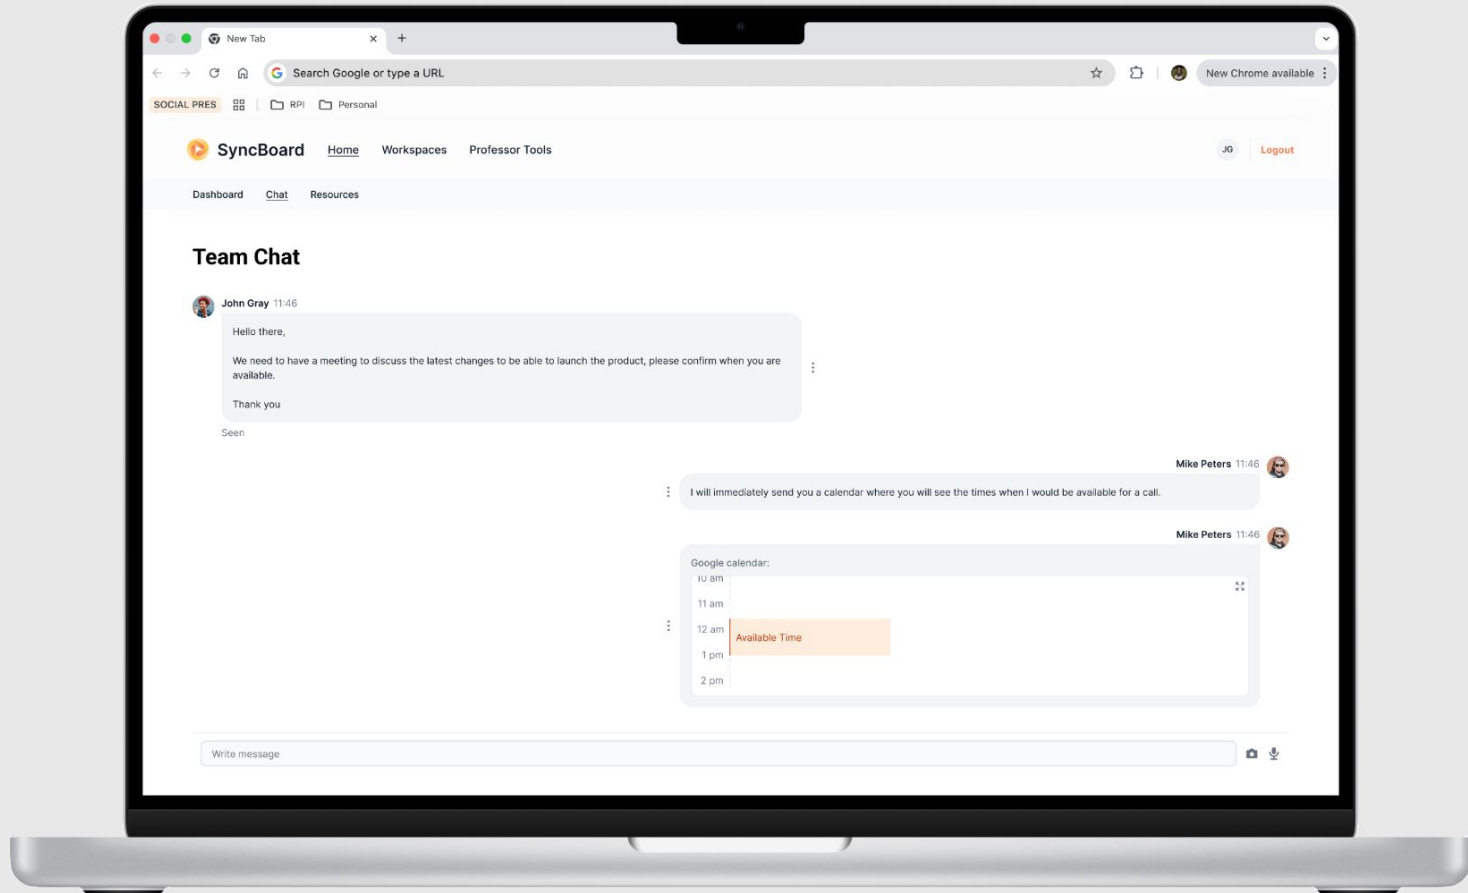 New Tab
Search Google or type a URL
New Chrome available
SOCIAL PRES
RPI
Personal
SyncBoard
Home
Workspaces
Professor Tools
JG
Logout
Dashboard
Chat
Resources
Team Chat
John Gray 11:46
Hello there,
We need to have a meeting to discuss the latest changes to be able to launch the product, please confirm when you are
available.
Thank you
Seen
Mike Peters 11:46
I will immediately send you a calendar where you will see the times when I would be available for a call.
Mike Peters 11:46
Google calendar:
10 am
11 am
12 am
Available Time
1 pm
2 pm
Write message